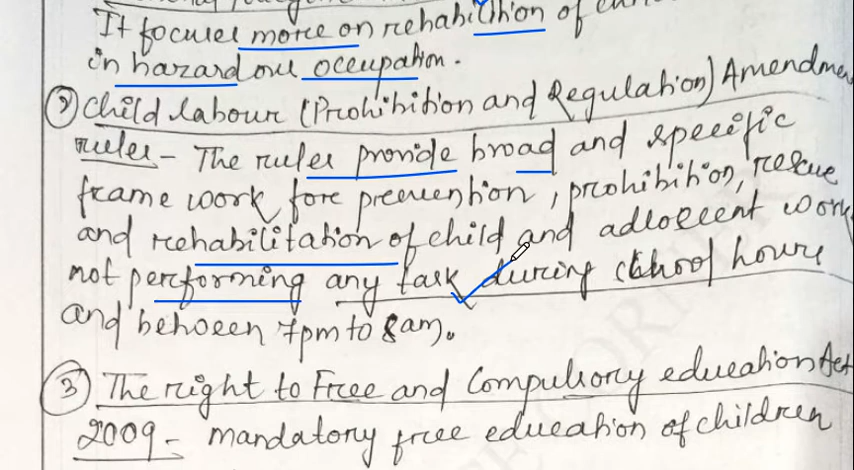 It focuses more on rehabilition of
in hazardous occupation.
② Child labour (Prohibition and Regulation) Amendmen
rules - The rules provide broad and specific
frame work for prevention, prohibition, rescue
and rehabilitation of child and adloscent work
not performing any task during school hours
and between 7pm to 8am.
③ The right to Free and Compulsory education Act
2009 - mandatory free education of children